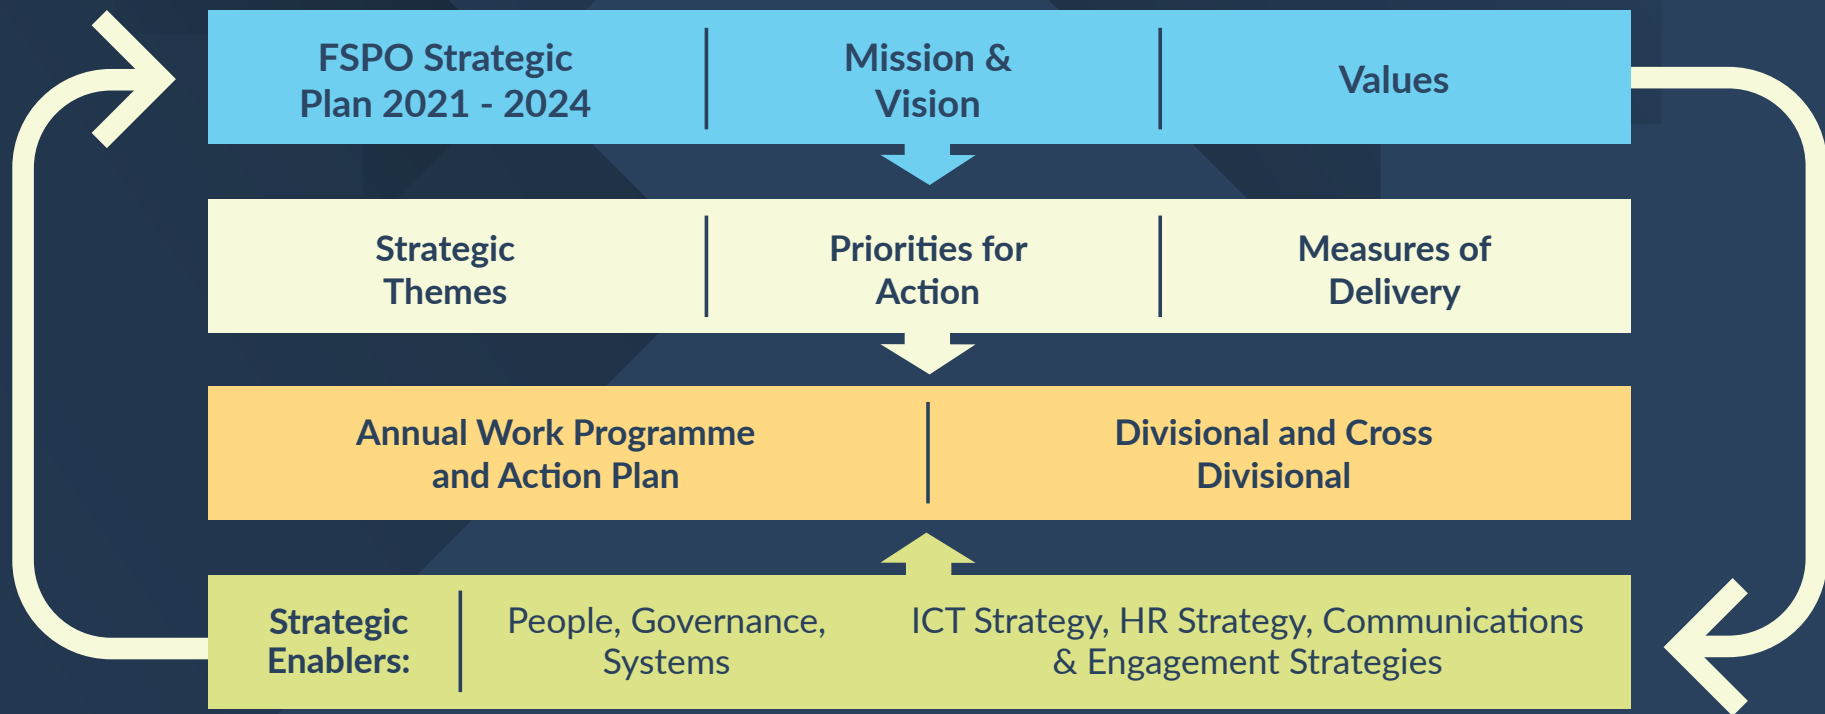 FSPO Strategic
Plan 2021 - 2024
Mission &
Vision
Values
Strategic
Themes
Priorities for
Action
Measures of
Delivery
Annual Work Programme
and Action Plan
Divisional and Cross
Divisional
Strategic
Enablers:
People, Governance,
Systems
ICT Strategy, HR Strategy, Communications
& Engagement Strategies